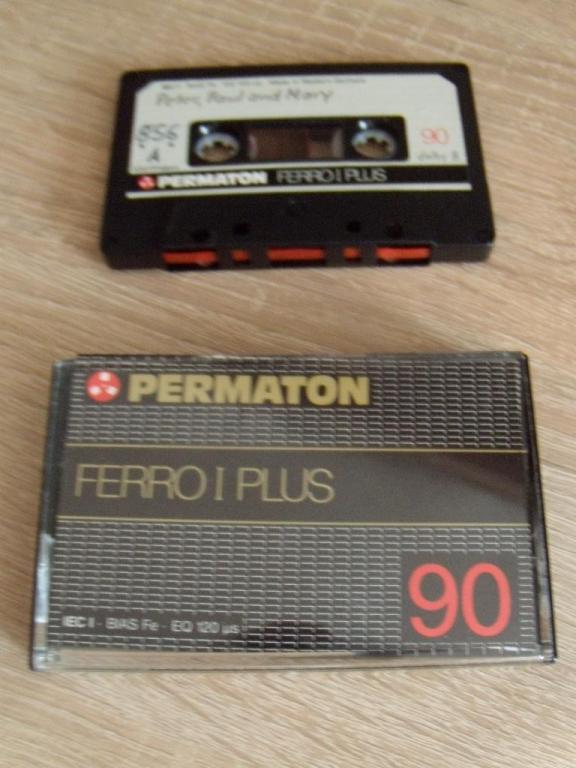 Peter, Paul and Mary
856
A
90
PERMATON FERRO I PLUS
PERMATON
FERRO I PLUS
90
IEC I · BIAS Fe · EQ 120 µs